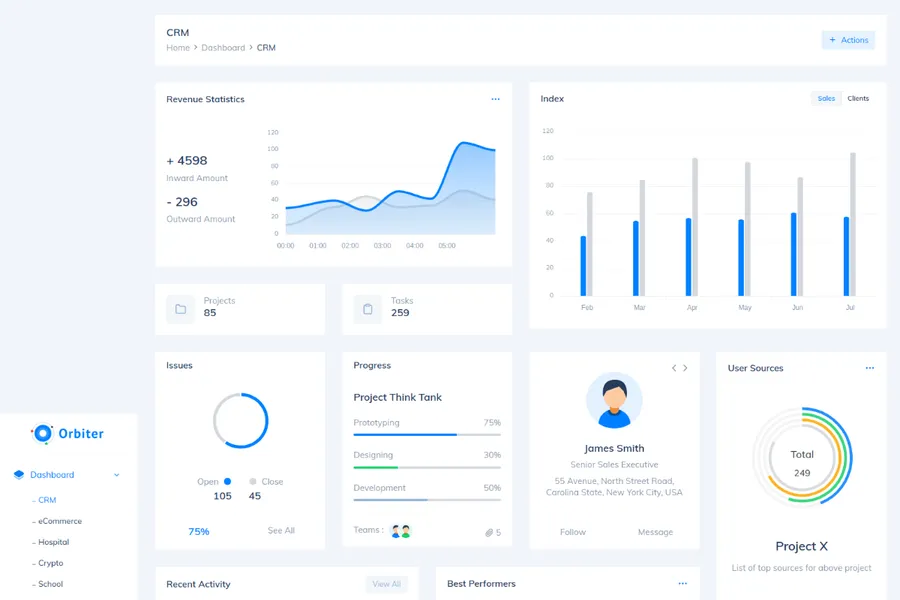 CRM
Home > Dashboard > CRM
+ Actions
Revenue Statistics
+ 4598
Inward Amount
- 296
Outward Amount
120
100
80
60
40
20
0
00:00 01:00 02:00 03:00 04:00 05:00
Index
Sales Clients
120
100
80
60
40
20
0
Feb Mar Apr May Jun Jul
Projects
85
Tasks
259
Issues
Open Close
105 45
75% See All
Progress
Project Think Tank
Prototyping 75%
Designing 30%
Development 50%
Teams : 5
James Smith
Senior Sales Executive
55 Avenue, North Street Road,
Carolina State, New York City, USA
Follow Message
User Sources
Total
249
Project X
List of top sources for above project
Orbiter
Dashboard
- CRM
- eCommerce
- Hospital
- Crypto
- School
Recent Activity View All
Best Performers